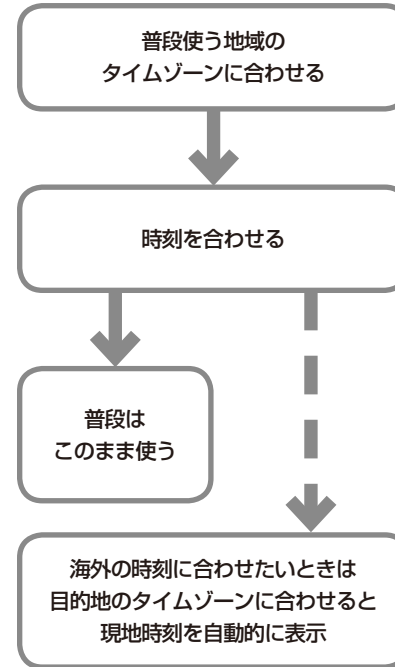 普段使う地域の
タイムゾーンに合わせる
時刻を合わせる
普段は
このまま使う
海外の時刻に合わせたいときは
目的地のタイムゾーンに合わせると
現地時刻を自動的に表示